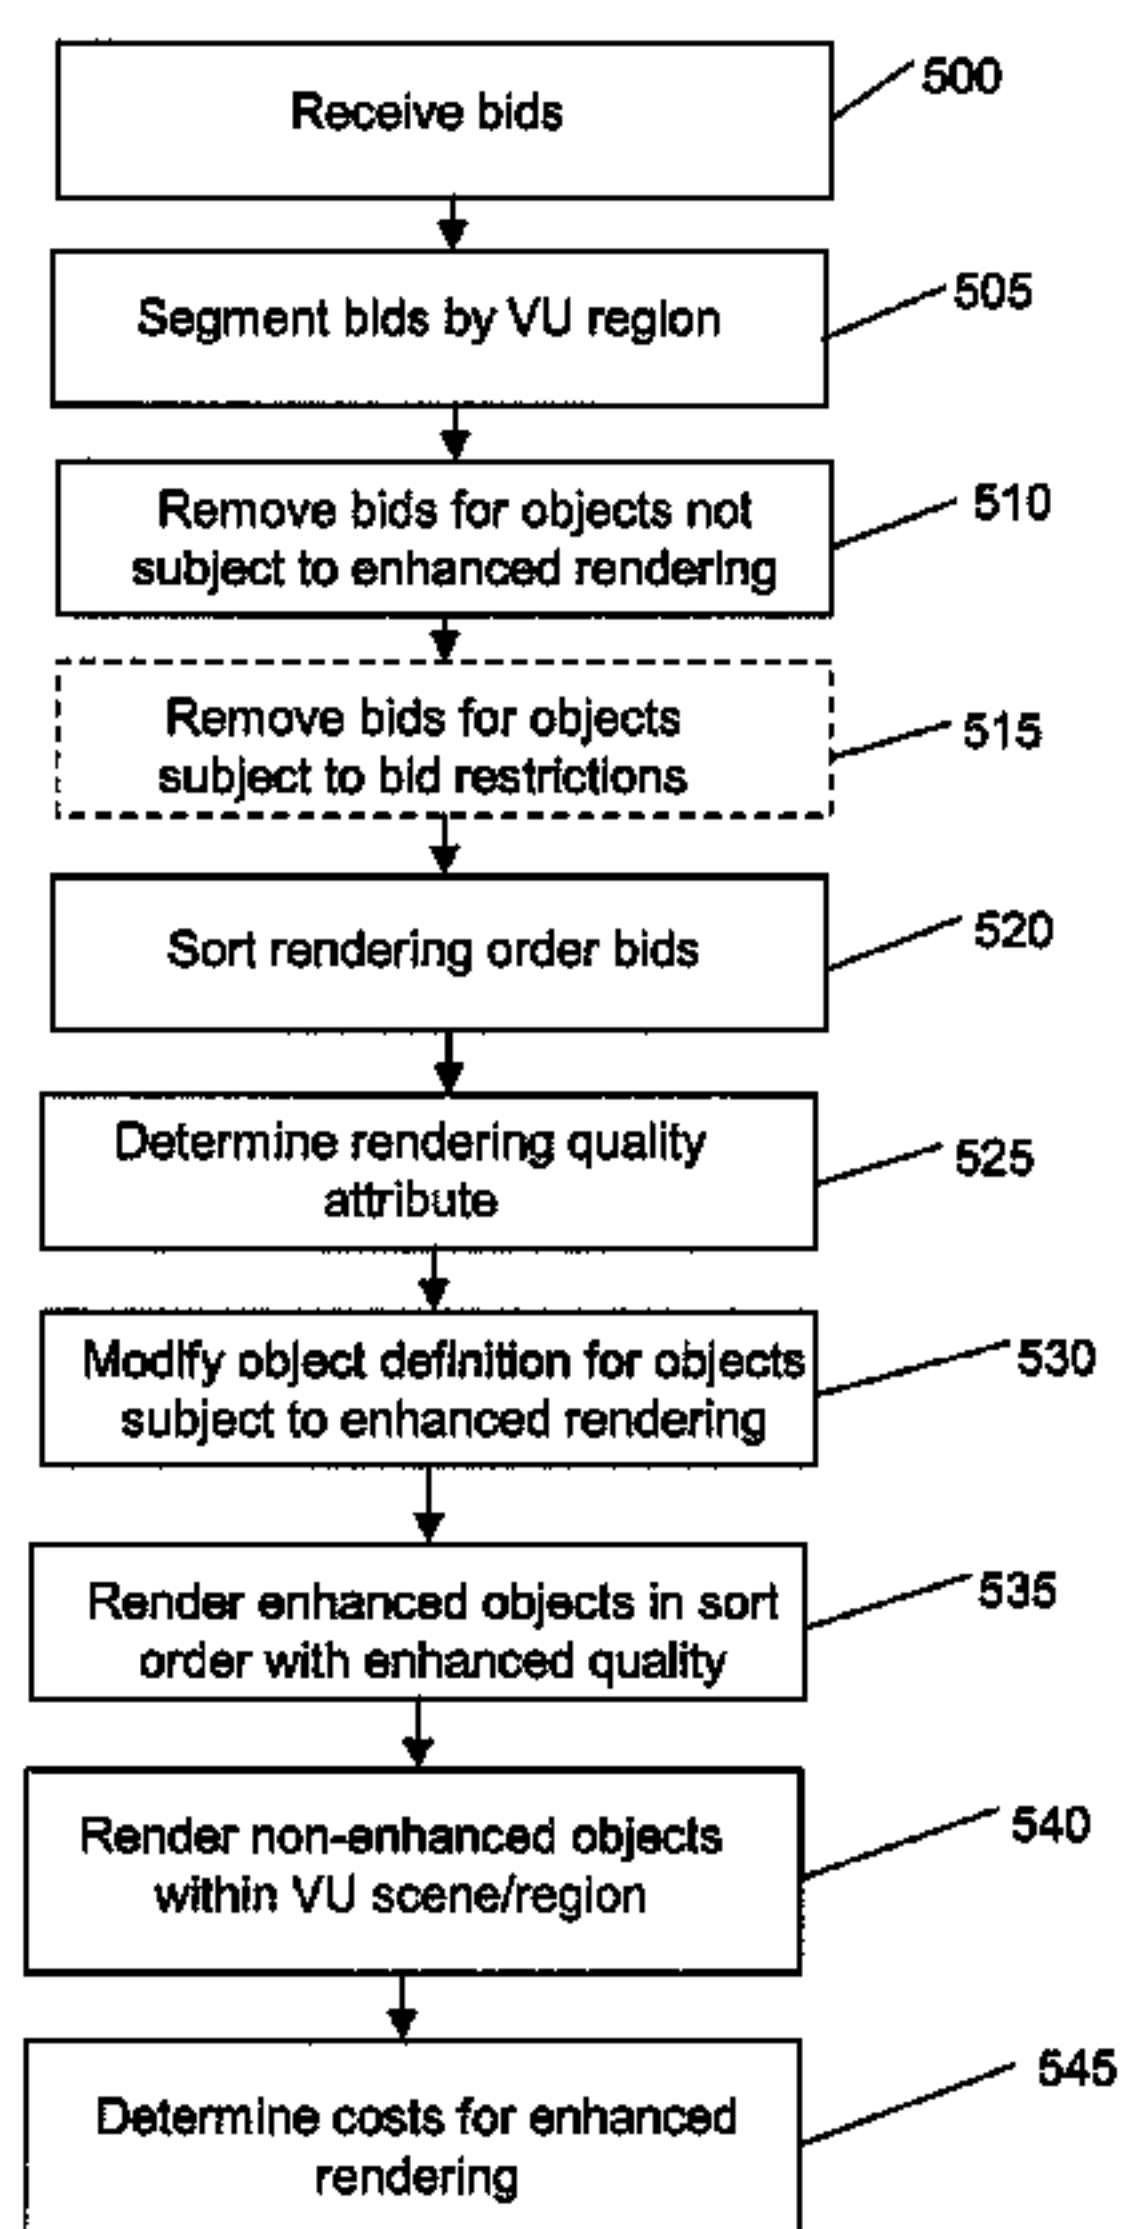 Receive bids
500
Segment bids by VU region
505
Remove bids for objects not
subject to enhanced rendering
510
Remove bids for objects
subject to bid restrictions
515
Sort rendering order bids
520
Determine rendering quality
attribute
525
Modify object definition for objects
subject to enhanced rendering
530
Render enhanced objects in sort
order with enhanced quality
535
Render non-enhanced objects
within VU scene/region
540
Determine costs for enhanced
rendering
545